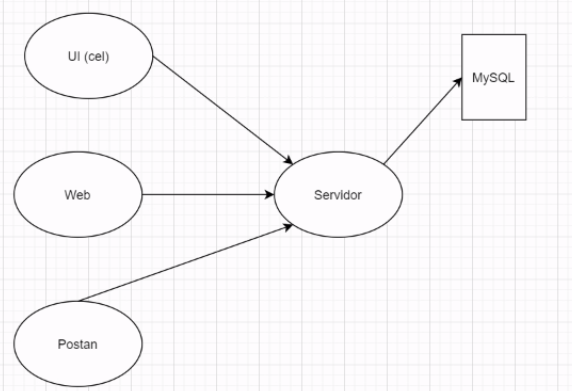 UI (cel)
MySQL
Web
Servidor
Postan